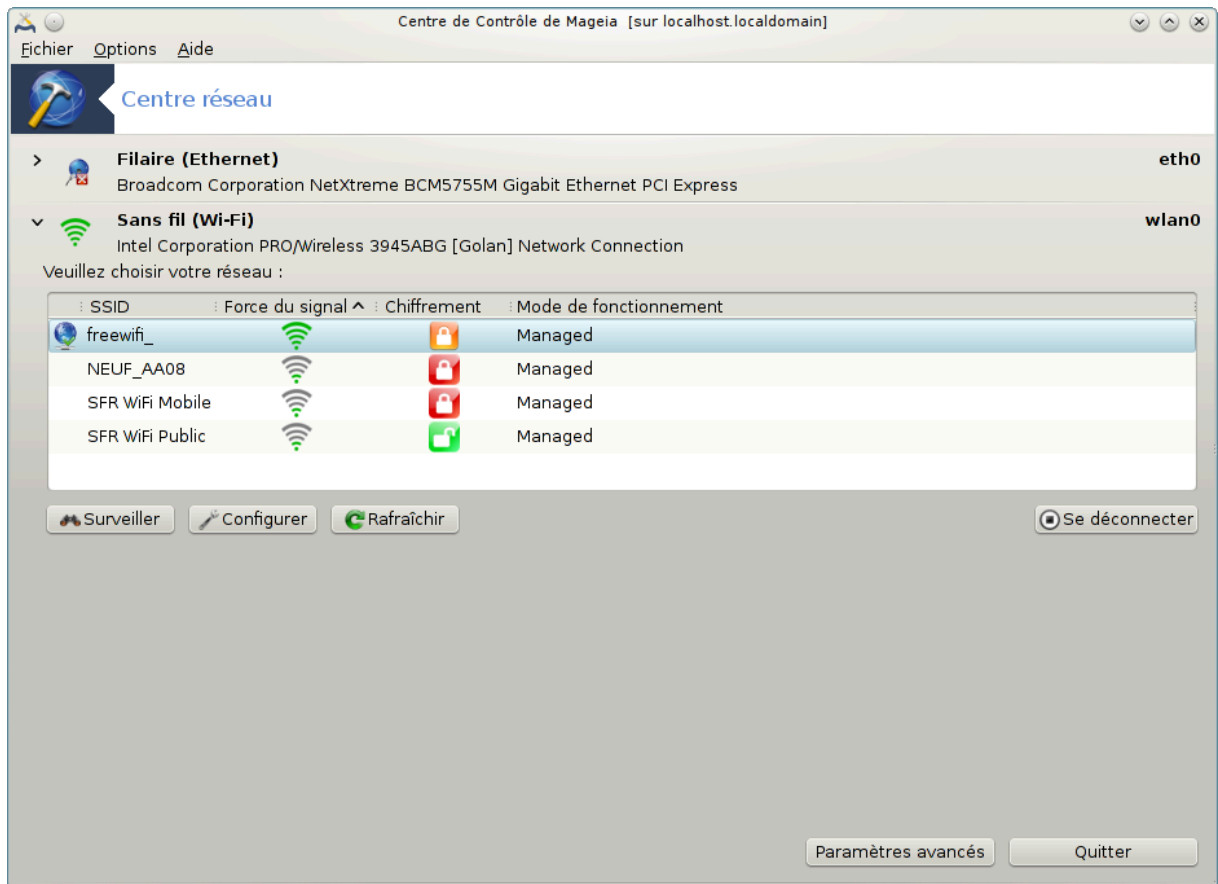 Centre de Contrôle de Mageia [sur localhost.localdomain]
Fichier Options Aide
Centre réseau
Filaire (Ethernet) eth0
Broadcom Corporation NetXtreme BCM5755M Gigabit Ethernet PCI Express
Sans fil (Wi-Fi) wlan0
Intel Corporation PRO/Wireless 3945ABG [Golan] Network Connection
Veuillez choisir votre réseau :
SSID Force du signal Chiffrement Mode de fonctionnement
freewifi_ Managed
NEUF_AA08 Managed
SFR WiFi Mobile Managed
SFR WiFi Public Managed
Surveiller Configurer Rafraîchir Se déconnecter
Paramètres avancés Quitter